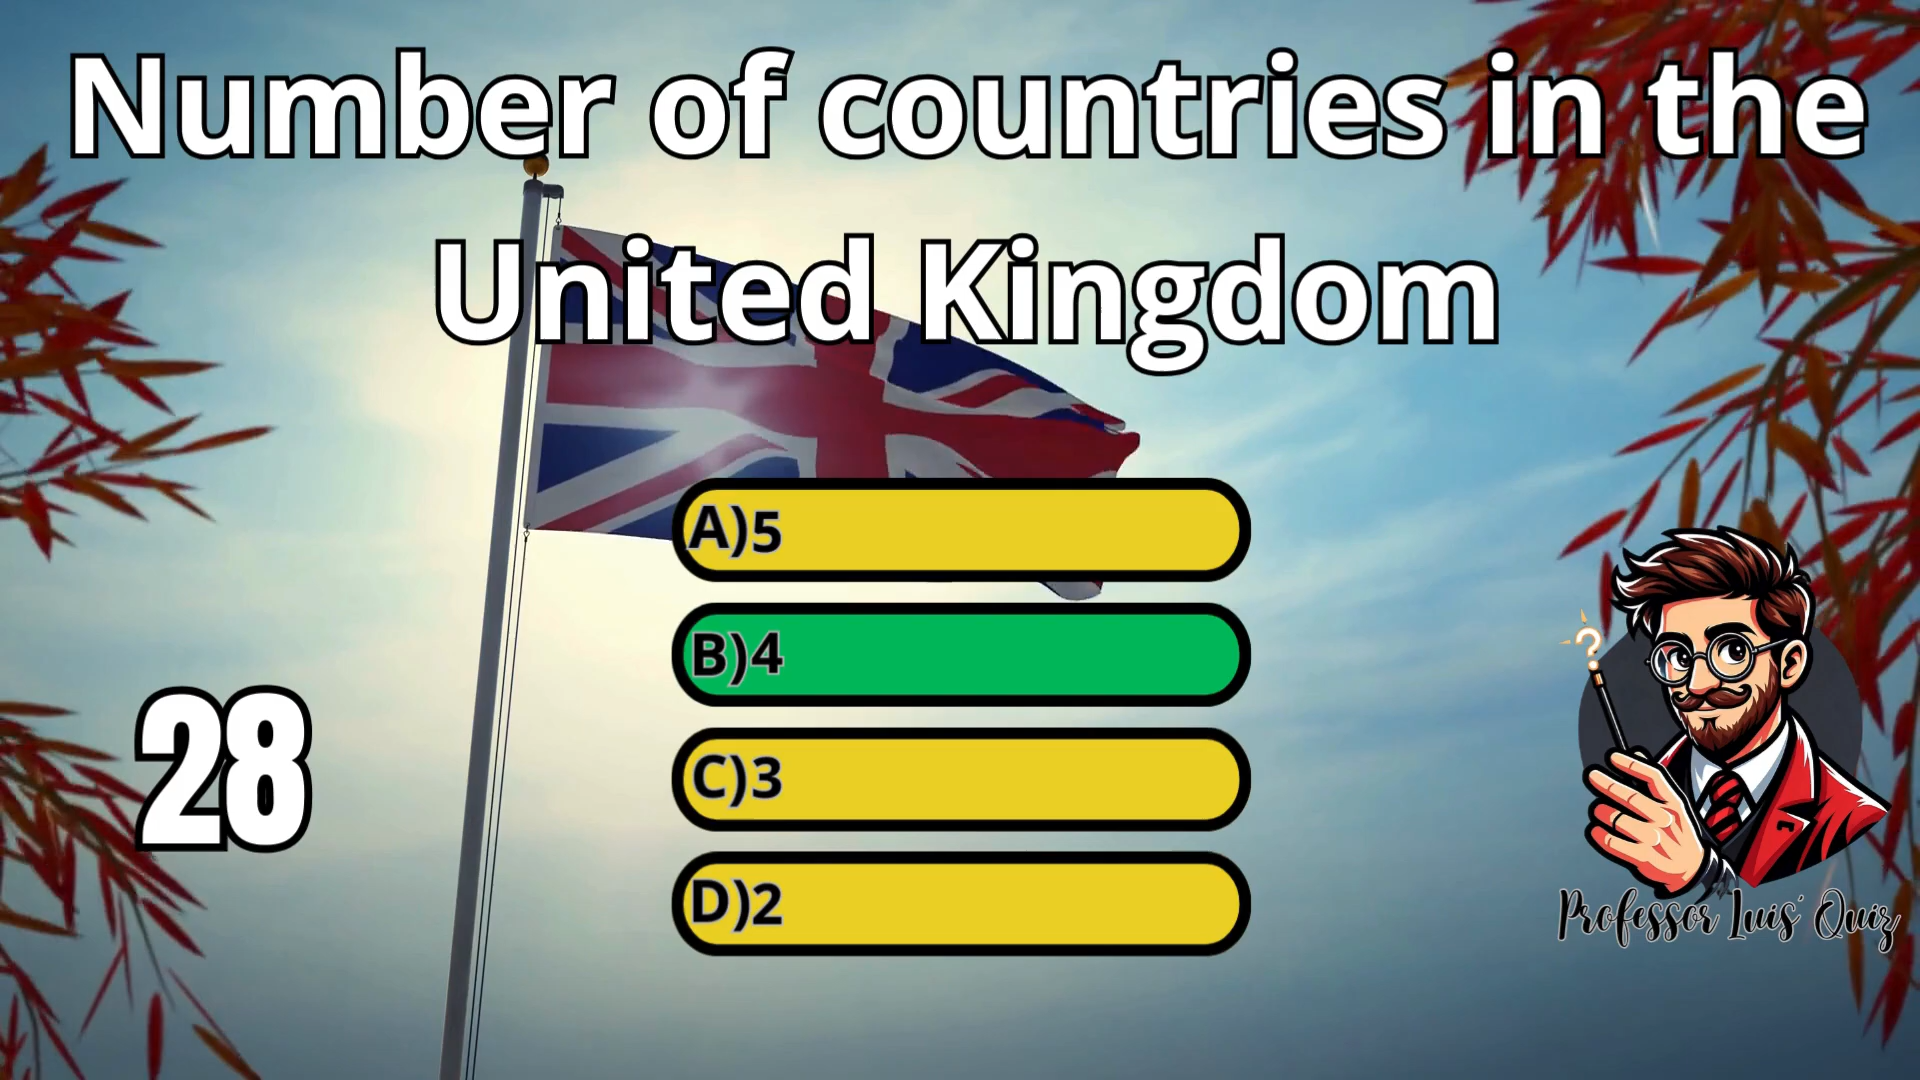 Number of countries in the
United Kingdom
A)5
B)4
C)3
D)2
28
?
Professor Luis' Quiz